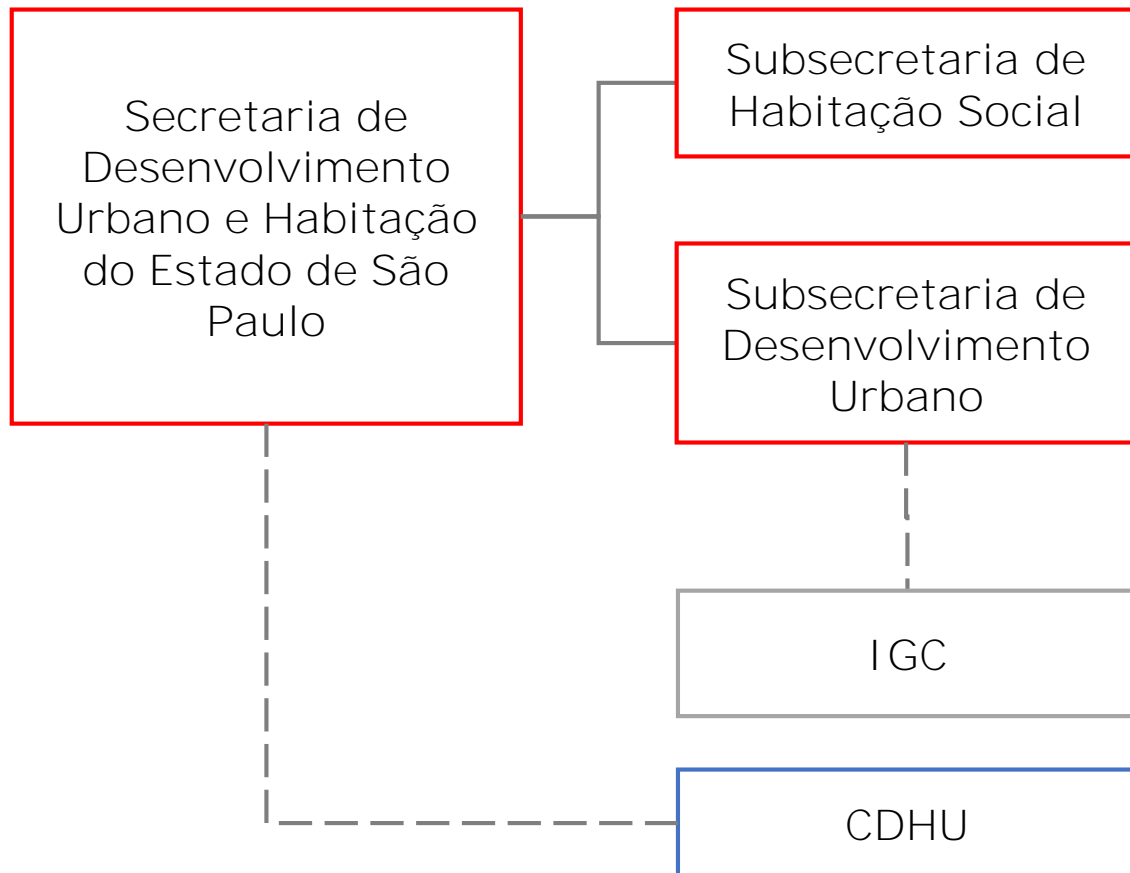 Secretaria de
Desenvolvimento
Urbano e Habitação
do Estado de São
Paulo
Subsecretaria de
Habitação Social
Subsecretaria de
Desenvolvimento
Urbano
IGC
CDHU